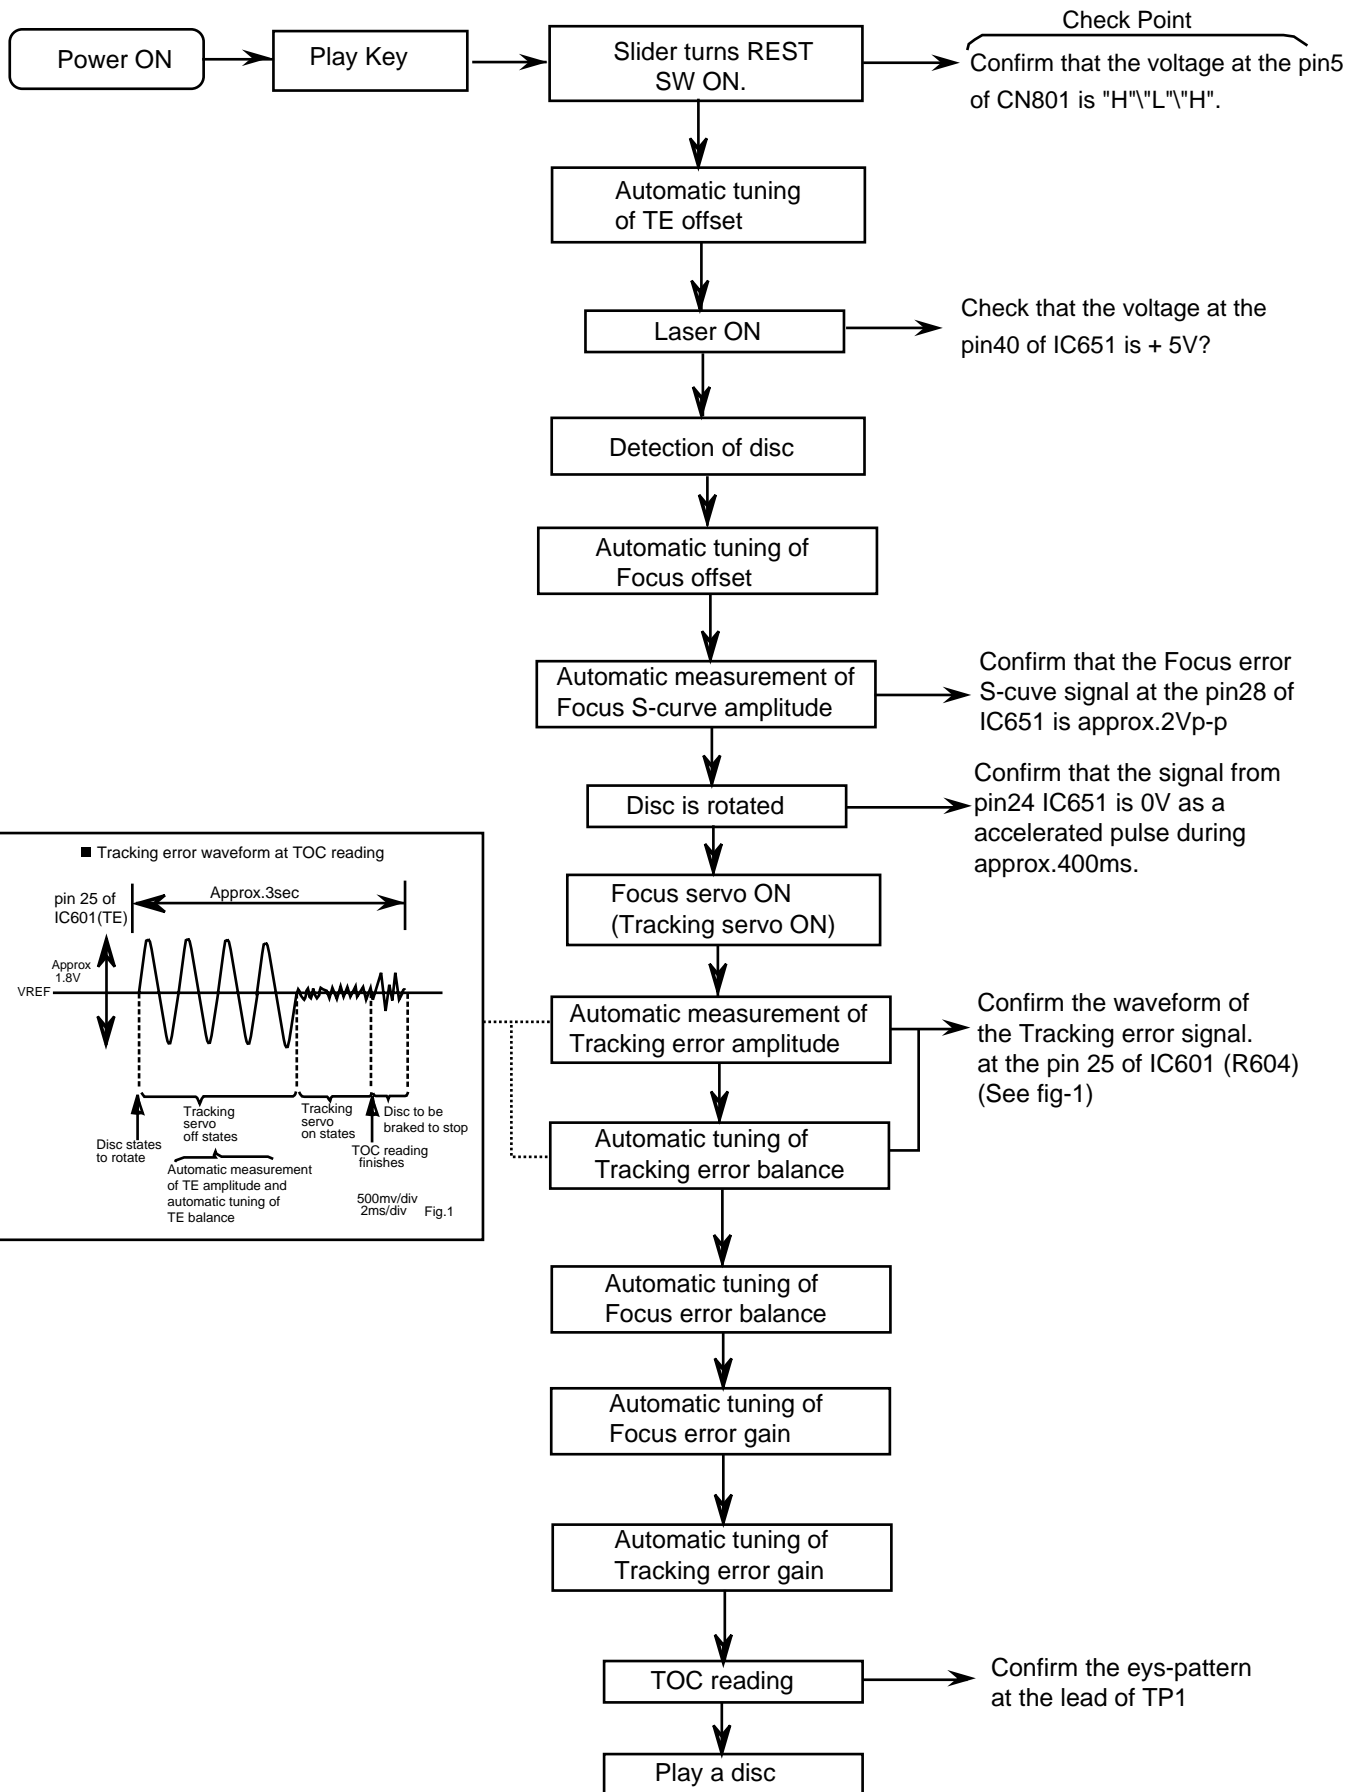 Check Point
Power ON
Play Key
Slider turns REST
SW ON.
Confirm that the voltage at the pin5
of CN801 is "H"\"L"\"H".
Automatic tuning
of TE offset
Laser ON
Check that the voltage at the
pin40 of IC651 is + 5V?
Detection of disc
Automatic tuning of
Focus offset
Automatic measurement of
Focus S-curve amplitude
Confirm that the Focus error
S-cuve signal at the pin28 of
IC651 is approx.2Vp-p
Disc is rotated
Confirm that the signal from
pin24 IC651 is 0V as a
accelerated pulse during
approx.400ms.
Focus servo ON
(Tracking servo ON)
■ Tracking error waveform at TOC reading
pin 25 of
IC601(TE)
Approx.3sec
Approx
1.8V
VREF
Tracking
servo
off states
Tracking
servo
on states
Disc to be
braked to stop
Disc states
to rotate
TOC reading
finishes
Automatic measurement
of TE amplitude and
automatic tuning of
TE balance
500mv/div
2ms/div
Fig.1
Automatic measurement of
Tracking error amplitude
Confirm the waveform of
the Tracking error signal.
at the pin 25 of IC601 (R604)
(See fig-1)
Automatic tuning of
Tracking error balance
Automatic tuning of
Focus error balance
Automatic tuning of
Focus error gain
Automatic tuning of
Tracking error gain
TOC reading
Confirm the eys-pattern
at the lead of TP1
Play a disc